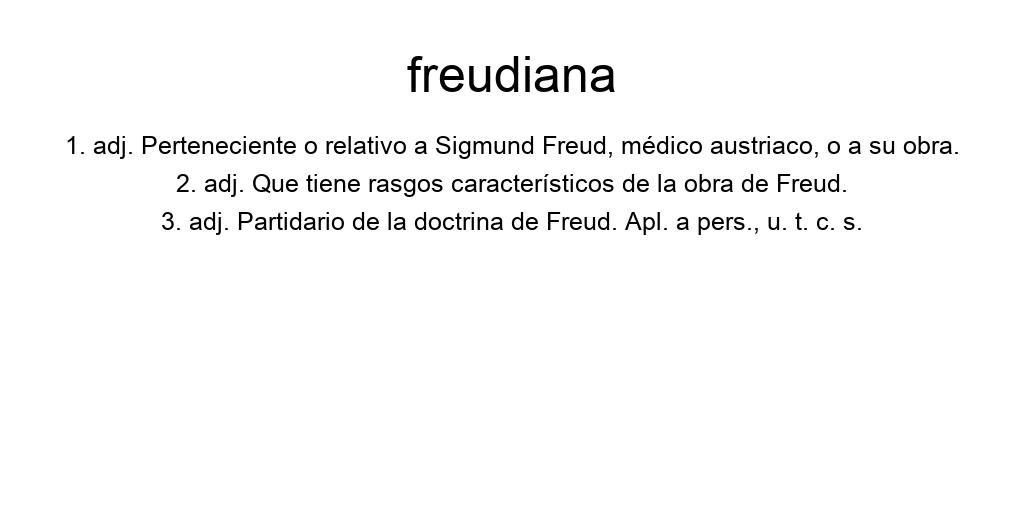 freudiana
1. adj. Perteneciente o relativo a Sigmund Freud, médico austriaco, o a su obra.
2. adj. Que tiene rasgos característicos de la obra de Freud.
3. adj. Partidario de la doctrina de Freud. Apl. a pers., u. t. c. s.